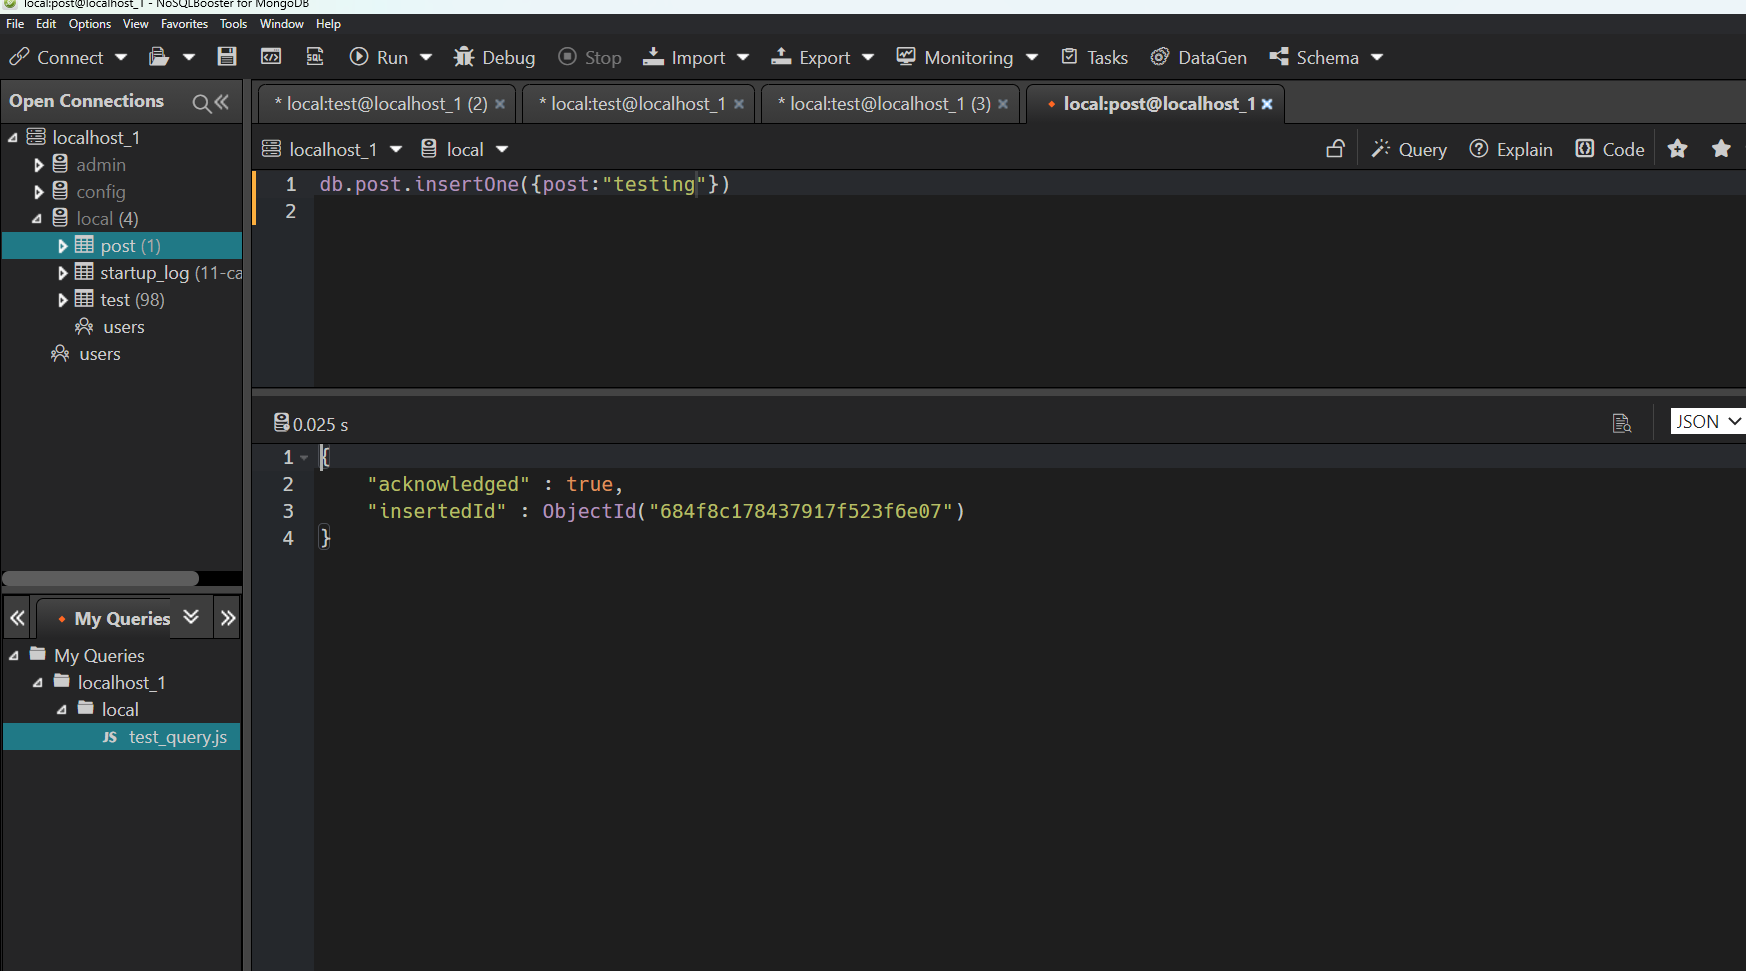 local:post@localhost_1 - NoSQLBooster for MongoDB
File Edit Options View Favorites Tools Window Help
Connect SQL Run Debug Stop Import Export Monitoring Tasks DataGen Schema
Open Connections
* local:test@localhost_1 (2) × * local:test@localhost_1 × * local:test@localhost_1 (3) × local:post@localhost_1 ×
localhost_1
admin
config
local (4)
post (1)
startup_log (11-ca
test (98)
users
users
localhost_1 local Query Explain Code
1 db.post.insertOne({post:"testing"})
2
0.025 s JSON
1 {
2 "acknowledged" : true,
3 "insertedId" : ObjectId("684f8c178437917f523f6e07")
4 }
My Queries
My Queries
localhost_1
local
JS test_query.js